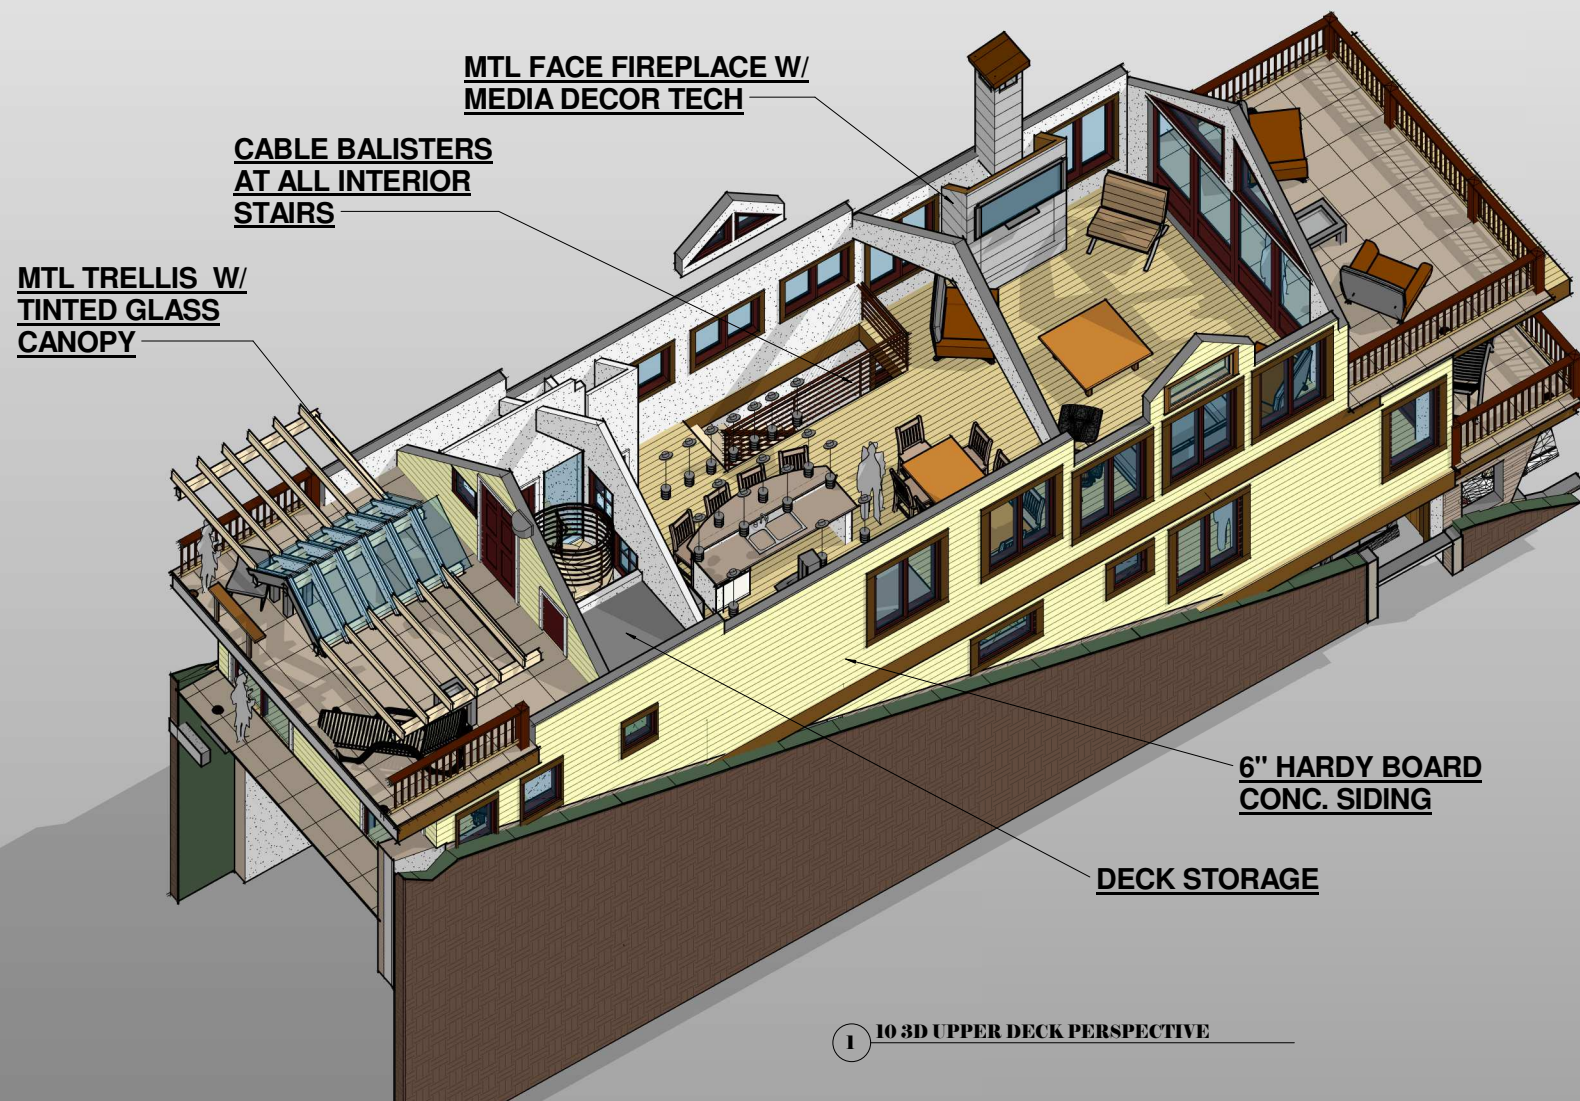 MTL FACE FIREPLACE W/
MEDIA DECOR TECH
CABLE BALISTERS
AT ALL INTERIOR
STAIRS
MTL TRELLIS W/
TINTED GLASS
CANOPY
6" HARDY BOARD
CONC. SIDING
DECK STORAGE
1 10 3D UPPER DECK PERSPECTIVE